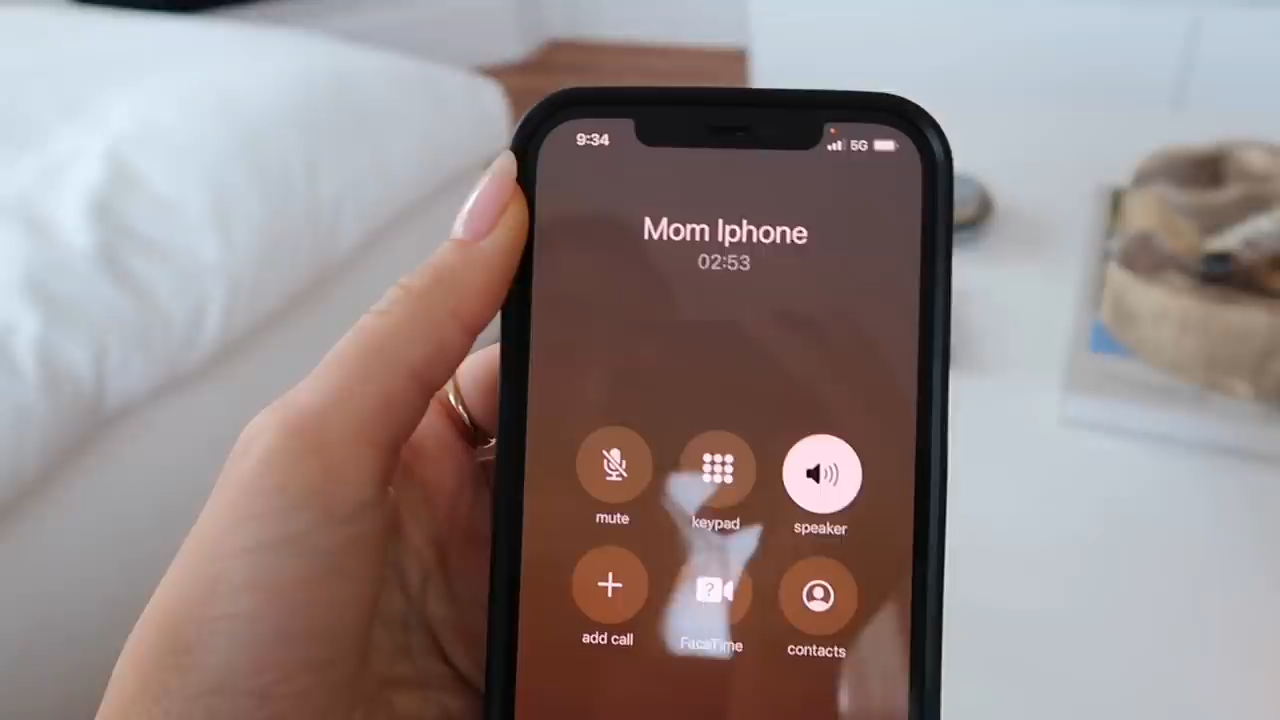 9:34
5G
Mom Iphone
02:53
mute
keypad
speaker
?
add call
FaceTime
contacts